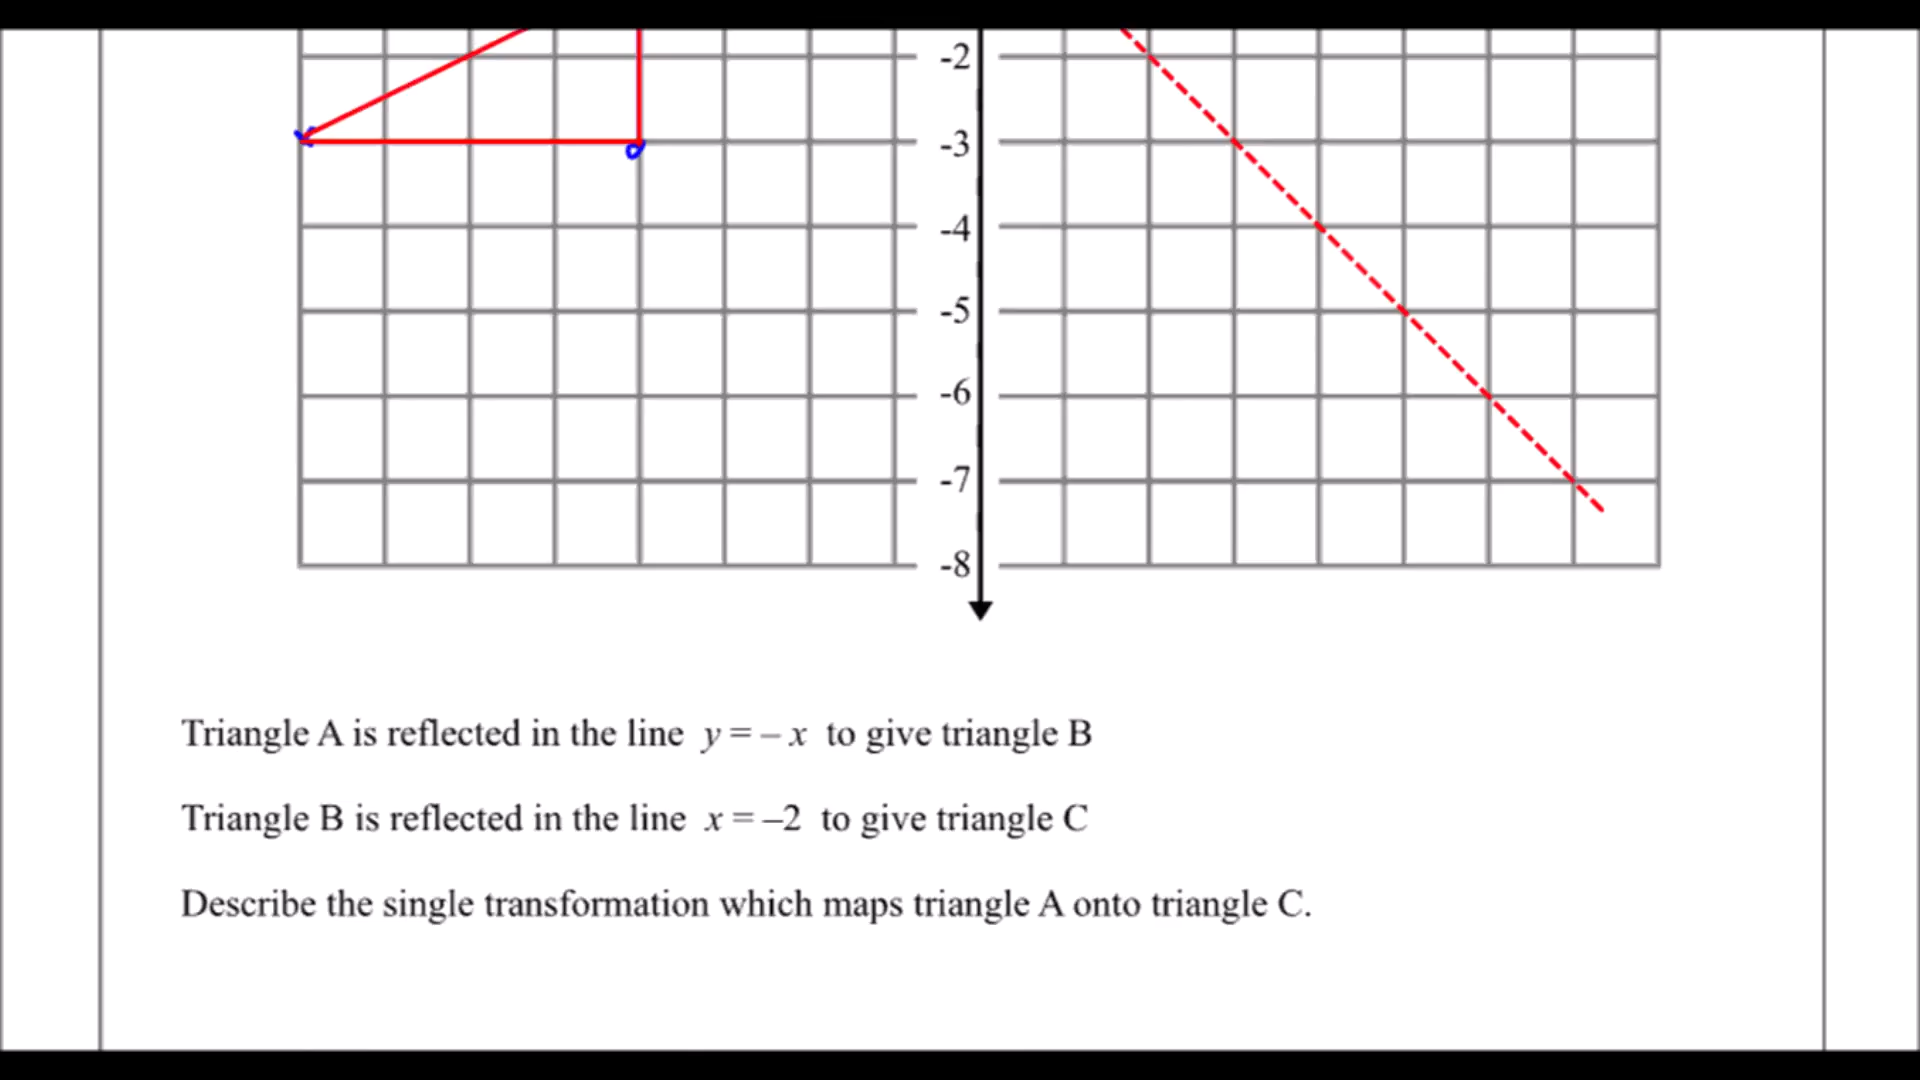 -2
-3
-4
-5
-6
-7
-8
Triangle A is reflected in the line y = – x to give triangle B
Triangle B is reflected in the line x = –2 to give triangle C
Describe the single transformation which maps triangle A onto triangle C.